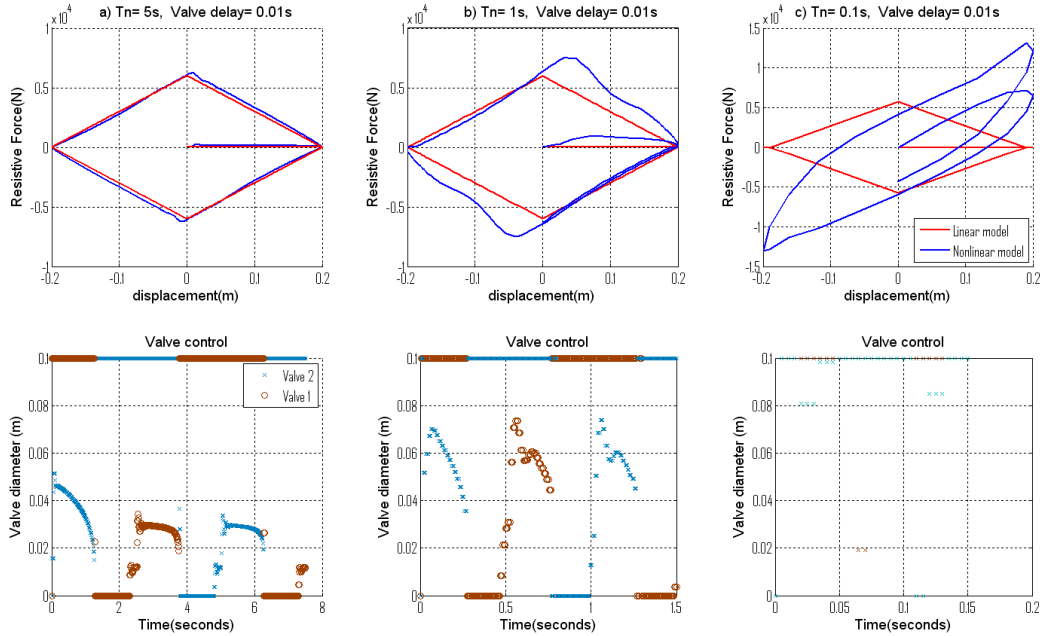 a) Tn= 5s, Valve delay= 0.01s
b) Tn= 1s, Valve delay= 0.01s
c) Tn= 0.1s, Valve delay= 0.01s
x 10^4
x 10^4
x 10^4
Resistive Force(N)
1
0.5
0
-0.5
-1
-0.2
-0.1
0
0.1
0.2
displacement(m)
Resistive Force(N)
1
0.5
0
-0.5
-1
-0.2
-0.1
0
0.1
0.2
displacement(m)
Resistive Force(N)
1.5
1
0.5
0
-0.5
-1
-1.5
-0.2
-0.1
0
0.1
0.2
displacement(m)
Linear model
Nonlinear model
Valve control
Valve diameter (m)
0.1
0.08
0.06
0.04
0.02
0
0
2
4
6
8
Time(seconds)
Valve 2
Valve 1
Valve control
Valve diameter (m)
0.1
0.08
0.06
0.04
0.02
0
0
0.5
1
1.5
Time(seconds)
Valve control
Valve diameter (m)
0.1
0.08
0.06
0.04
0.02
0
0
0.05
0.1
0.15
0.2
Time(seconds)